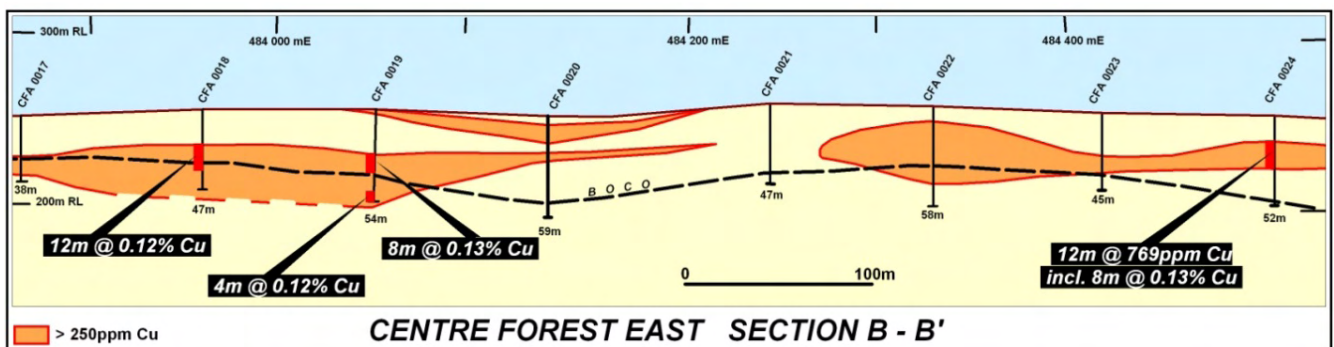 300m RL
484 000 mE
484 200 mE
484 400 mE
CFA 0017
CFA 0018
CFA 0019
CFA 0020
CFA 0021
CFA 0022
CFA 0023
CFA 0024
BOCO
38m
200m RL
47m
54m
59m
47m
58m
45m
52m
12m @ 0.12% Cu
8m @ 0.13% Cu
4m @ 0.12% Cu
12m @ 769ppm Cu
incl. 8m @ 0.13% Cu
0 100m
> 250ppm Cu
CENTRE FOREST EAST SECTION B - B'